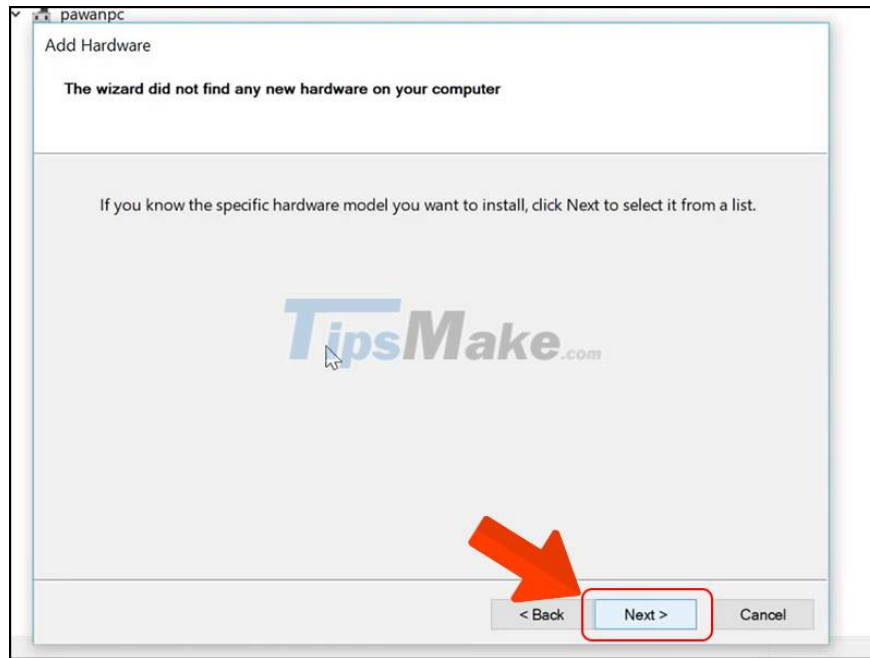 pawanpc
Add Hardware
The wizard did not find any new hardware on your computer
If you know the specific hardware model you want to install, click Next to select it from a list.
TipsMake.com
< Back Next > Cancel